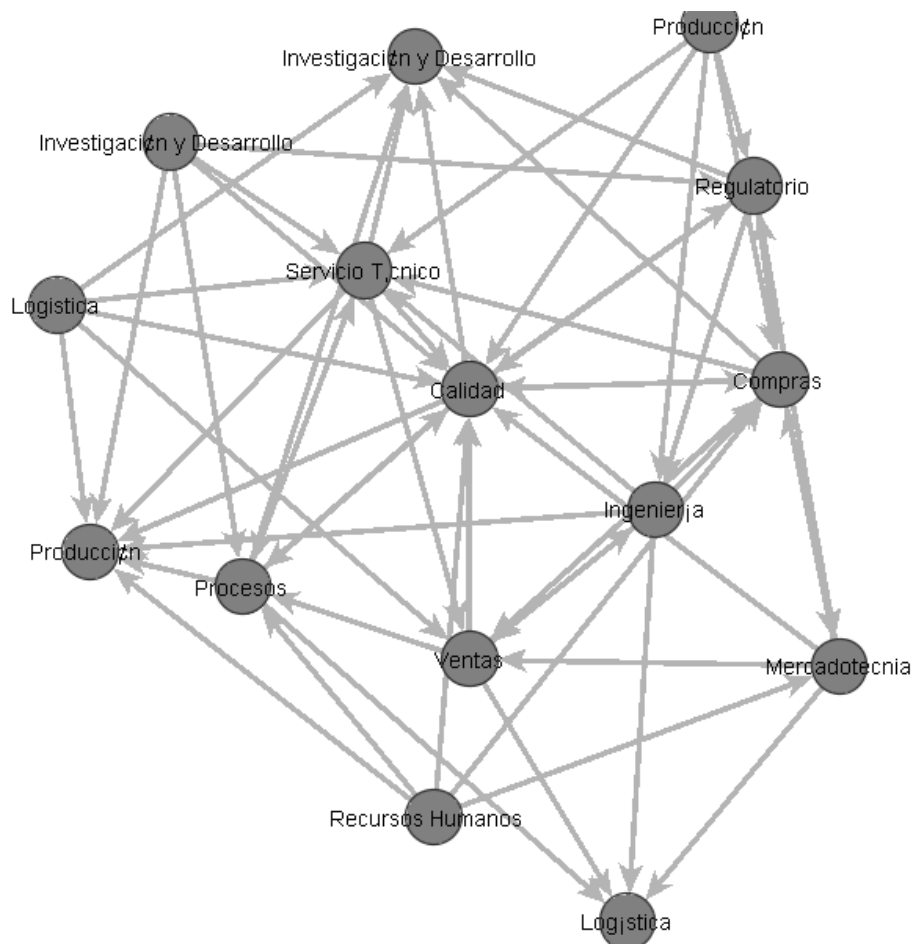 Producci¢n
Investigaci¢n y Desarrollo
Investigaci¢n y Desarrollo
Regulatorio
Servicio T‚cnico
Logistica
Calidad
Compras
Ingenier¡a
Producci¢n
Procesos
Ventas
Mercadotecnia
Recursos Humanos
Log¡stica